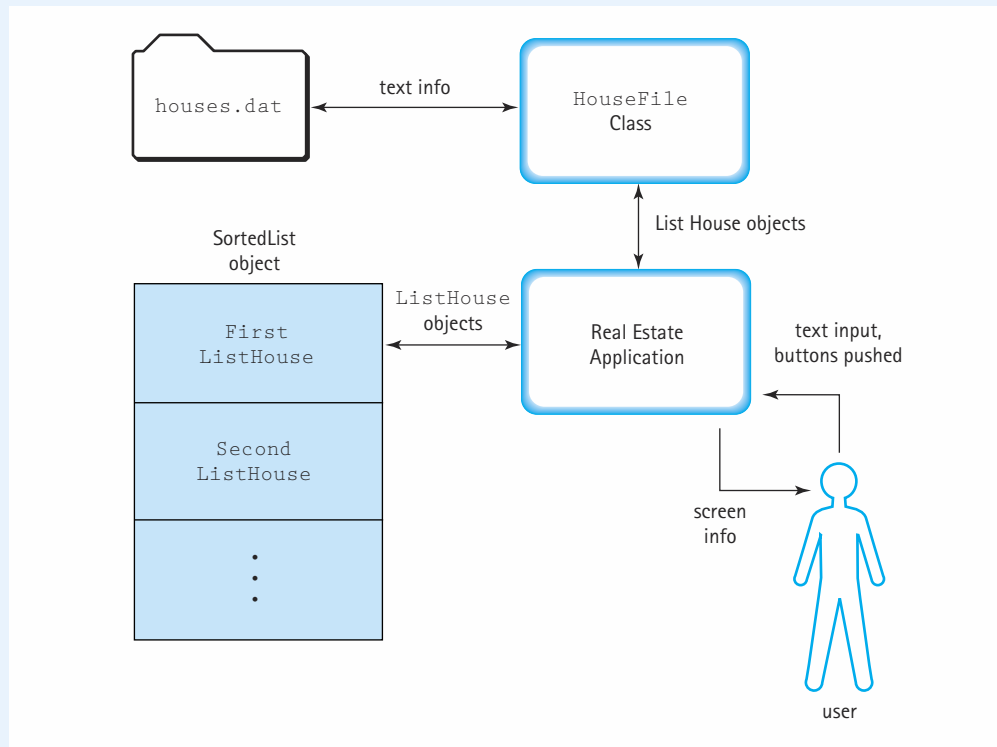 houses.dat
text info
HouseFile
Class
List House objects
SortedList
object
ListHouse
objects
First
ListHouse
Real Estate
Application
text input,
buttons pushed
Second
ListHouse
screen
info
user